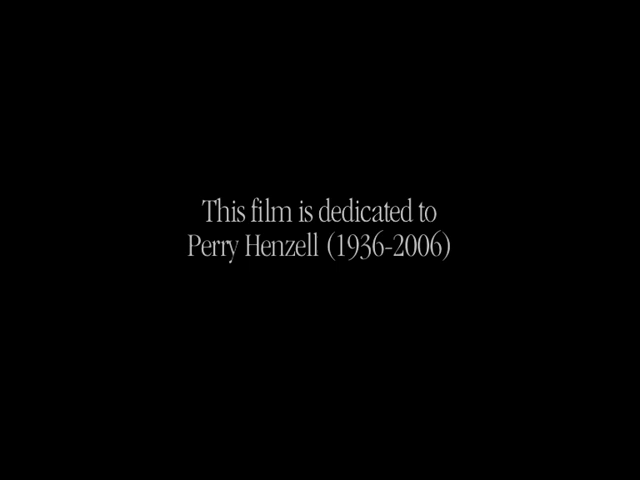 This film is dedicated to
Perry Henzell (1936-2006)